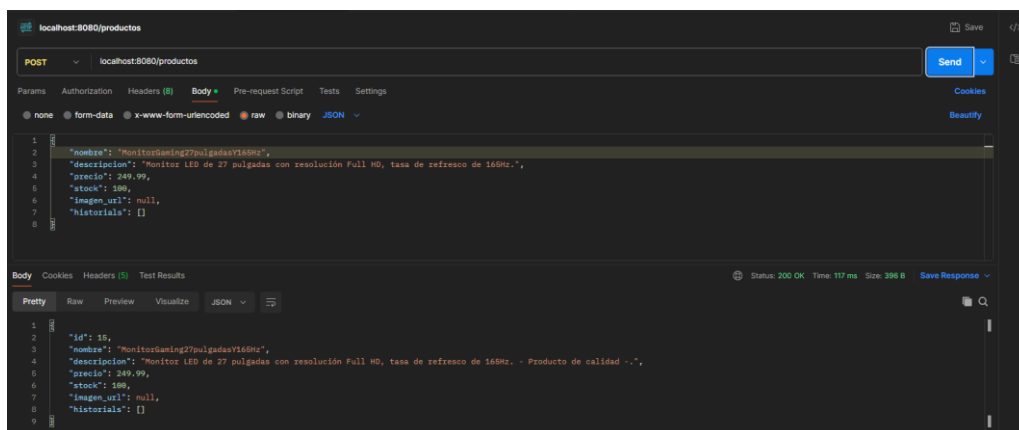 localhost:8080/productos
Save
POST localhost:8080/productos Send
Params Authorization Headers (8) Body Pre-request Script Tests Settings Cookies
none form-data x-www-form-urlencoded raw binary JSON Beautify
1 {
2 "nombre": "MonitorGaming27pulgadasY165Hz",
3 "descripcion": "Monitor LED de 27 pulgadas con resolución Full HD, tasa de refresco de 165Hz.",
4 "precio": 249.99,
5 "stock": 100,
6 "imagen_url": null,
7 "historials": []
8 }
Body Cookies Headers (5) Test Results Status: 200 OK Time: 117 ms Size: 396 B Save Response
Pretty Raw Preview Visualize JSON
1 {
2 "id": 15,
3 "nombre": "MonitorGaming27pulgadasY165Hz",
4 "descripcion": "Monitor LED de 27 pulgadas con resolución Full HD, tasa de refresco de 165Hz. - Producto de calidad -.",
5 "precio": 249.99,
6 "stock": 100,
7 "imagen_url": null,
8 "historials": []
9 }